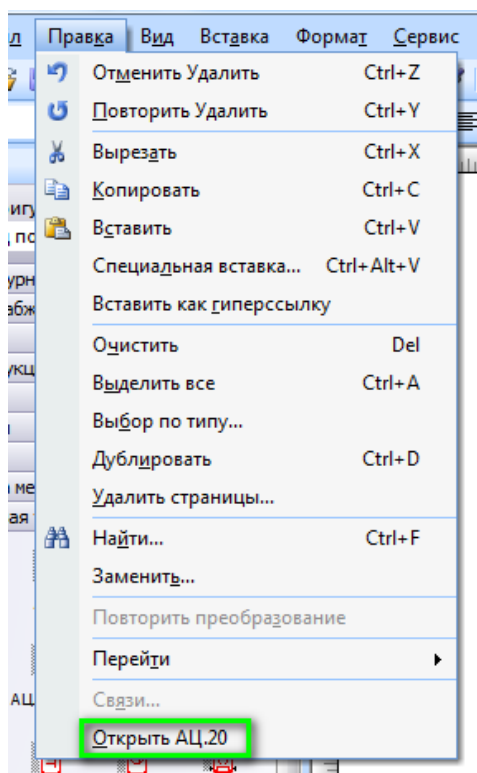 Правка Вид Вставка Формат Сервис
Отменить Удалить Ctrl+Z
Повторить Удалить Ctrl+Y
Вырезать Ctrl+X
Копировать Ctrl+C
Вставить Ctrl+V
Специальная вставка... Ctrl+Alt+V
Вставить как гиперссылку
Очистить Del
Выделить все Ctrl+A
Выбор по типу...
Дублировать Ctrl+D
Удалить страницы...
Найти... Ctrl+F
Заменить...
Повторить преобразование
Перейти
Связи...
АЦ
Открыть АЦ.20